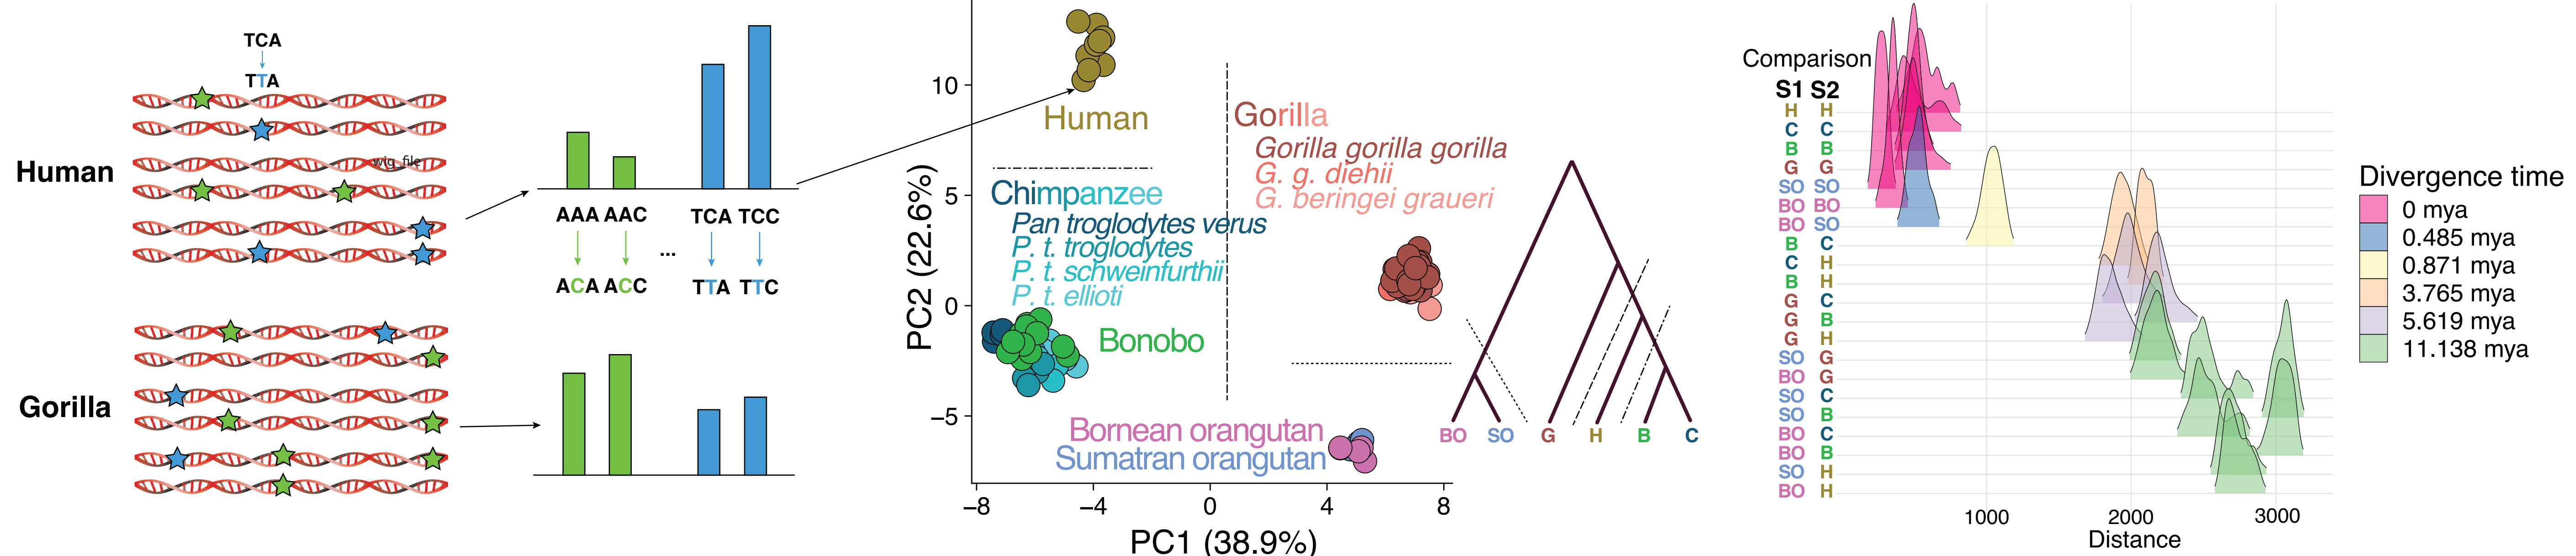 TCA
TTA
Human
wig file
Gorilla
AAA AAC TCA TCC
...
ACA ACC TTA TTC
PC2 (22.6%)
10
5
0
−5
−8 −4 0 4 8
PC1 (38.9%)
Human
Chimpanzee
Pan troglodytes verus
P. t. troglodytes
P. t. schweinfurthii
P. t. ellioti
Bonobo
Gorilla
Gorilla gorilla gorilla
G. g. diehii
G. beringei graueri
Bornean orangutan
Sumatran orangutan
BO SO G H B C
Comparison
S1 S2
H H
C C
B B
G G
SO SO
BO BO
BO SO
B C
C H
B H
G C
G B
G H
SO G
BO G
SO C
SO B
BO C
BO B
SO H
BO H
1000 2000 3000
Distance
Divergence time
0 mya
0.485 mya
0.871 mya
3.765 mya
5.619 mya
11.138 mya